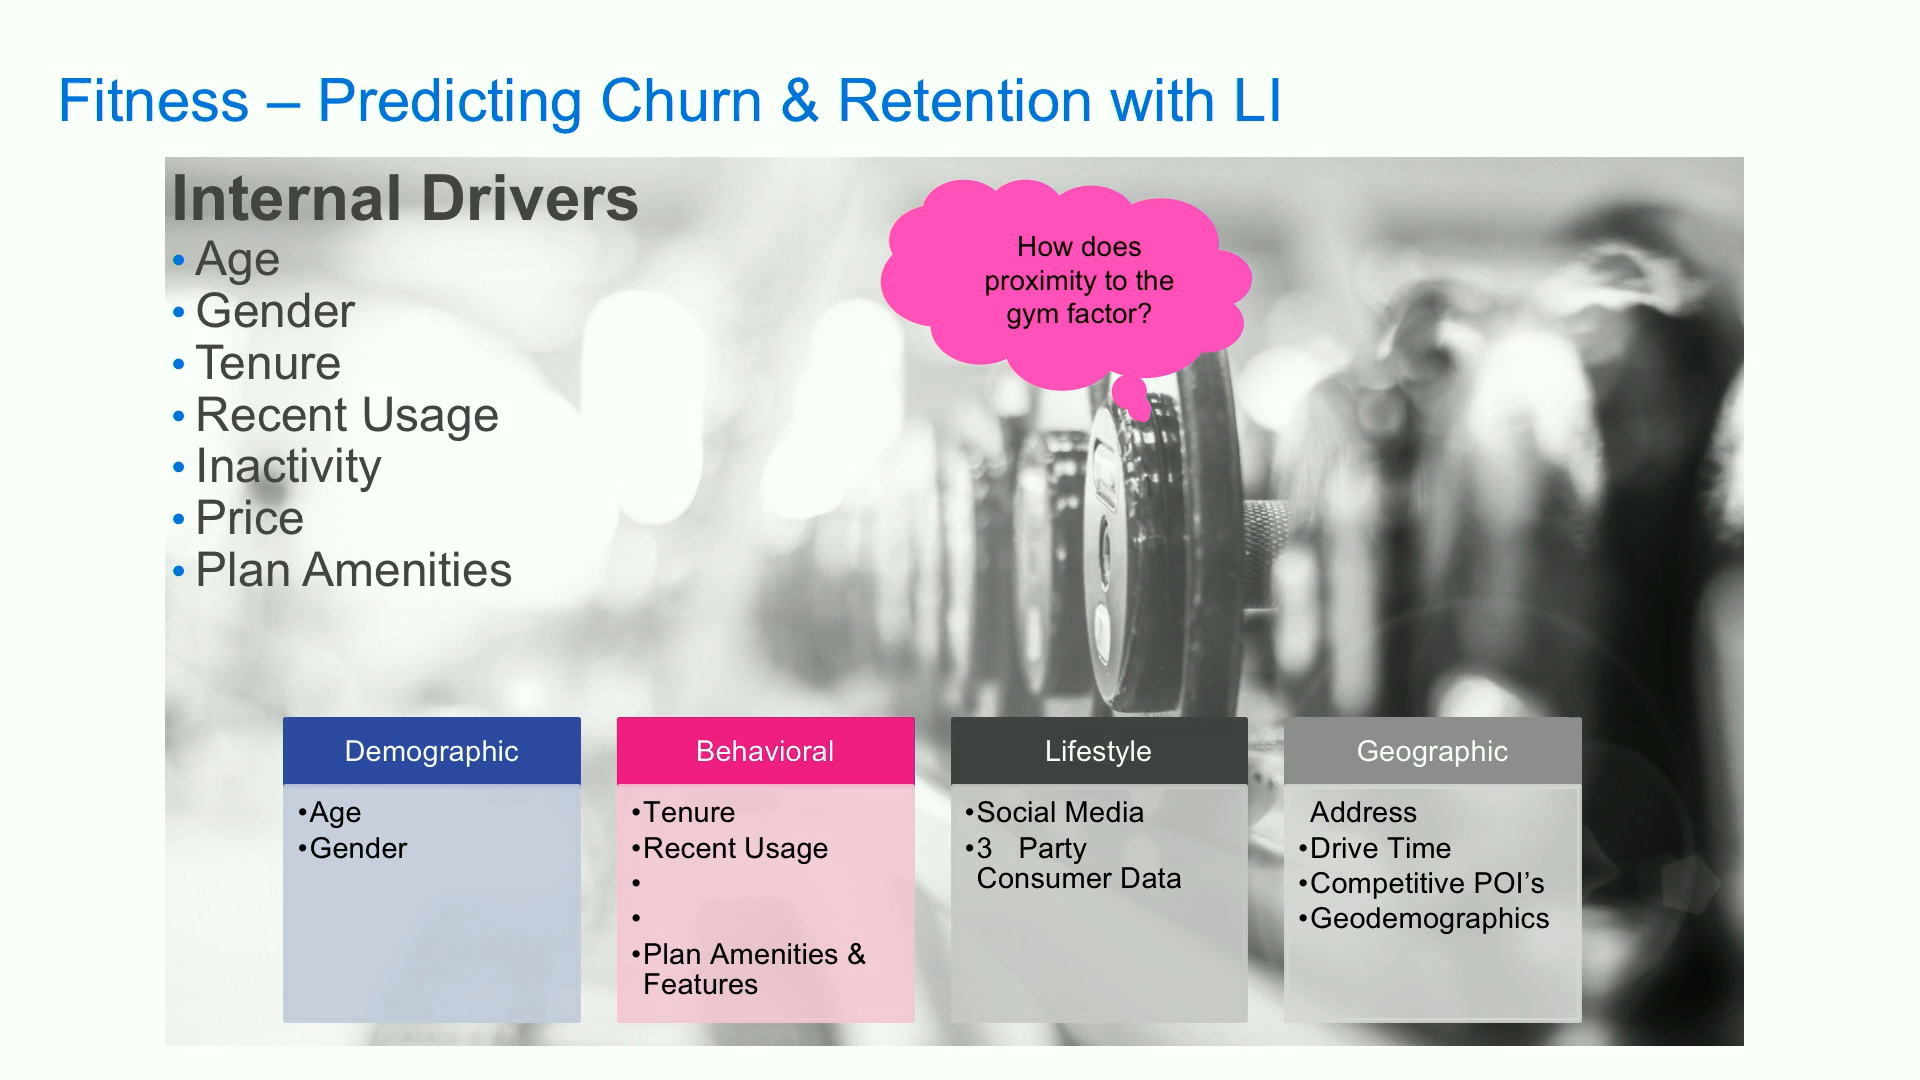 Fitness – Predicting Churn & Retention with LI
Internal Drivers
• Age
• Gender
• Tenure
• Recent Usage
• Inactivity
• Price
• Plan Amenities
How does
proximity to the
gym factor?
Demographic
•Age
•Gender
Behavioral
•Tenure
•Recent Usage
•
•
•Plan Amenities &
Features
Lifestyle
•Social Media
•3 Party
Consumer Data
Geographic
Address
•Drive Time
•Competitive POI’s
•Geodemographics